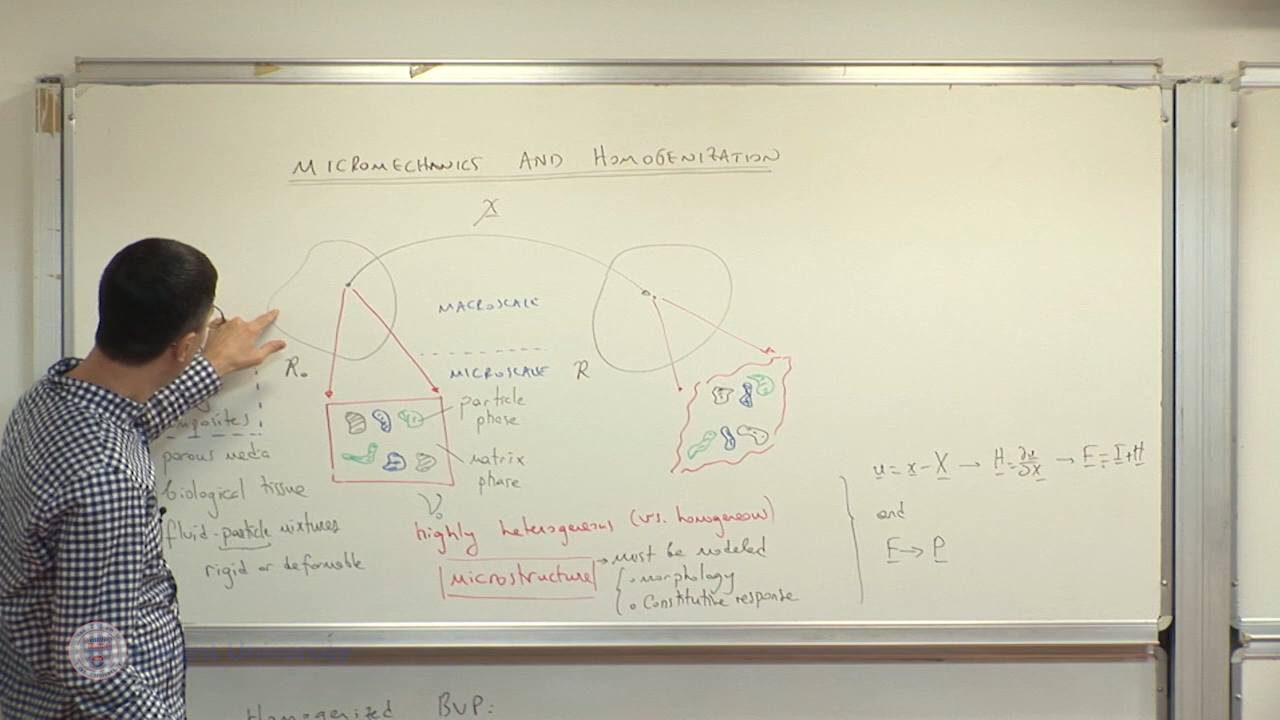 MICROMECHANICS AND HOMOGENIZATION
χ
MACROSCALE
MICROSCALE
R₀
R
particle
phase
matrix
phase
V₀
composites
porous media
biological tissue
fluid-particle mixtures
rigid or deformable
highly heterogeneous (vs. homogeneous)
microstructure → must be modeled
• morphology
• Constitutive response
u = x - X → H = ∂u/∂X → F = I + H
and
F → P
Homogenized BVP: